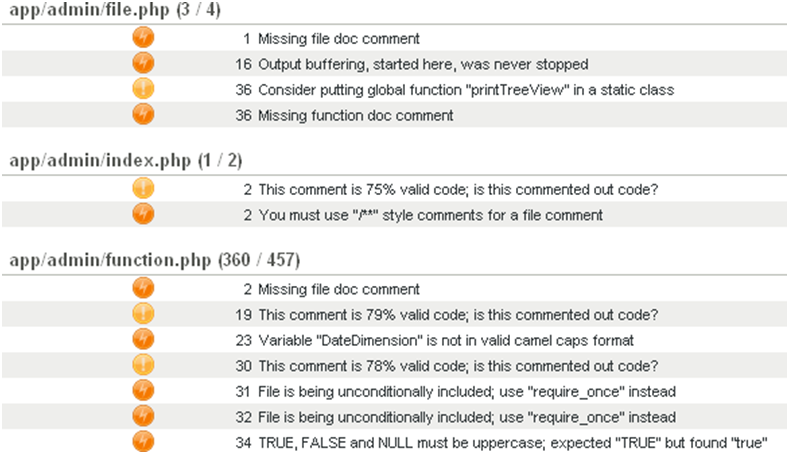 app/admin/file.php (3 / 4)
1 Missing file doc comment
16 Output buffering, started here, was never stopped
36 Consider putting global function "printTreeView" in a static class
36 Missing function doc comment
app/admin/index.php (1 / 2)
2 This comment is 75% valid code; is this commented out code?
2 You must use "/**" style comments for a file comment
app/admin/function.php (360 / 457)
2 Missing file doc comment
19 This comment is 79% valid code; is this commented out code?
23 Variable "DateDimension" is not in valid camel caps format
30 This comment is 78% valid code; is this commented out code?
31 File is being unconditionally included; use "require_once" instead
32 File is being unconditionally included; use "require_once" instead
34 TRUE, FALSE and NULL must be uppercase; expected "TRUE" but found "true"